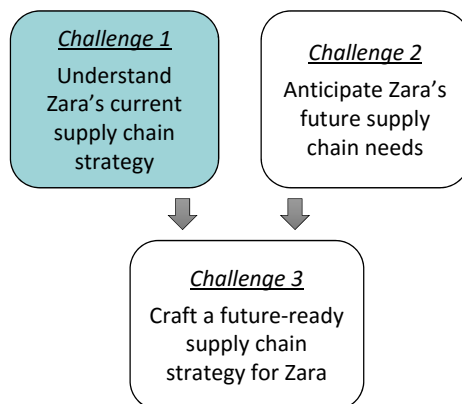 Challenge 1
Understand
Zara’s current
supply chain
strategy
Challenge 2
Anticipate Zara’s
future supply
chain needs
Challenge 3
Craft a future-ready
supply chain
strategy for Zara